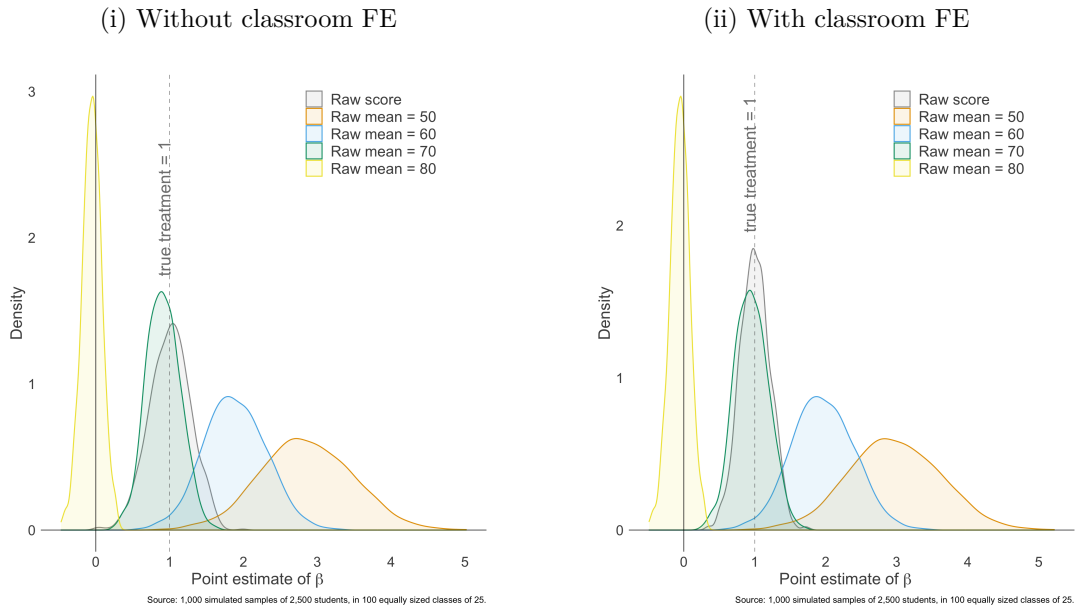 (i) Without classroom FE
3
2
1
0
Density
true treatment = 1
Raw score
Raw mean = 50
Raw mean = 60
Raw mean = 70
Raw mean = 80
0 1 2 3 4 5
Point estimate of β
Source: 1,000 simulated samples of 2,500 students, in 100 equally sized classes of 25.
(ii) With classroom FE
2
1
0
Density
true treatment = 1
Raw score
Raw mean = 50
Raw mean = 60
Raw mean = 70
Raw mean = 80
0 1 2 3 4 5
Point estimate of β
Source: 1,000 simulated samples of 2,500 students, in 100 equally sized classes of 25.